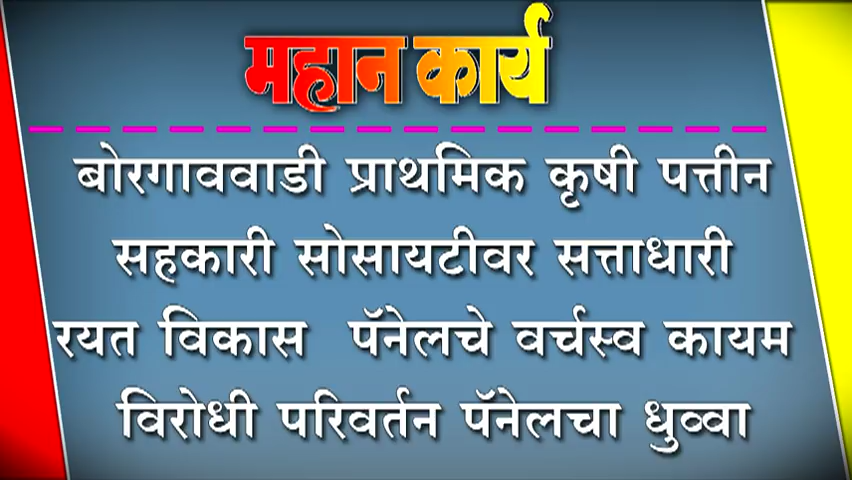 महान कार्य
बोरगाववाडी प्राथमिक कृषी पत्तीन
सहकारी सोसायटीवर सत्ताधारी
रयत विकास पॅनेलचे वर्चस्व कायम
विरोधी परिवर्तन पॅनेलचा धुव्वा